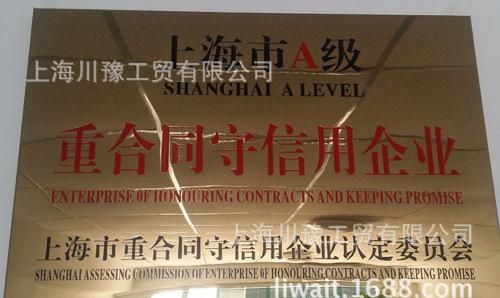 上海市A级
上海川豫工贸有限公司
SHANGHAI A LEVEL
重合同守信用企业
ENTERPRISE OF HONOURING CONTRACTS AND KEEPING PROMISE
上海川豫工贸有限公司
上海市重合同守信用企业认定委员会
SHANGHAI ASSESSING COMMISSION OF ENTERPRISE OF HONOURING CONTRACTS AND KEEPING PROMISE
liwait.1688.com